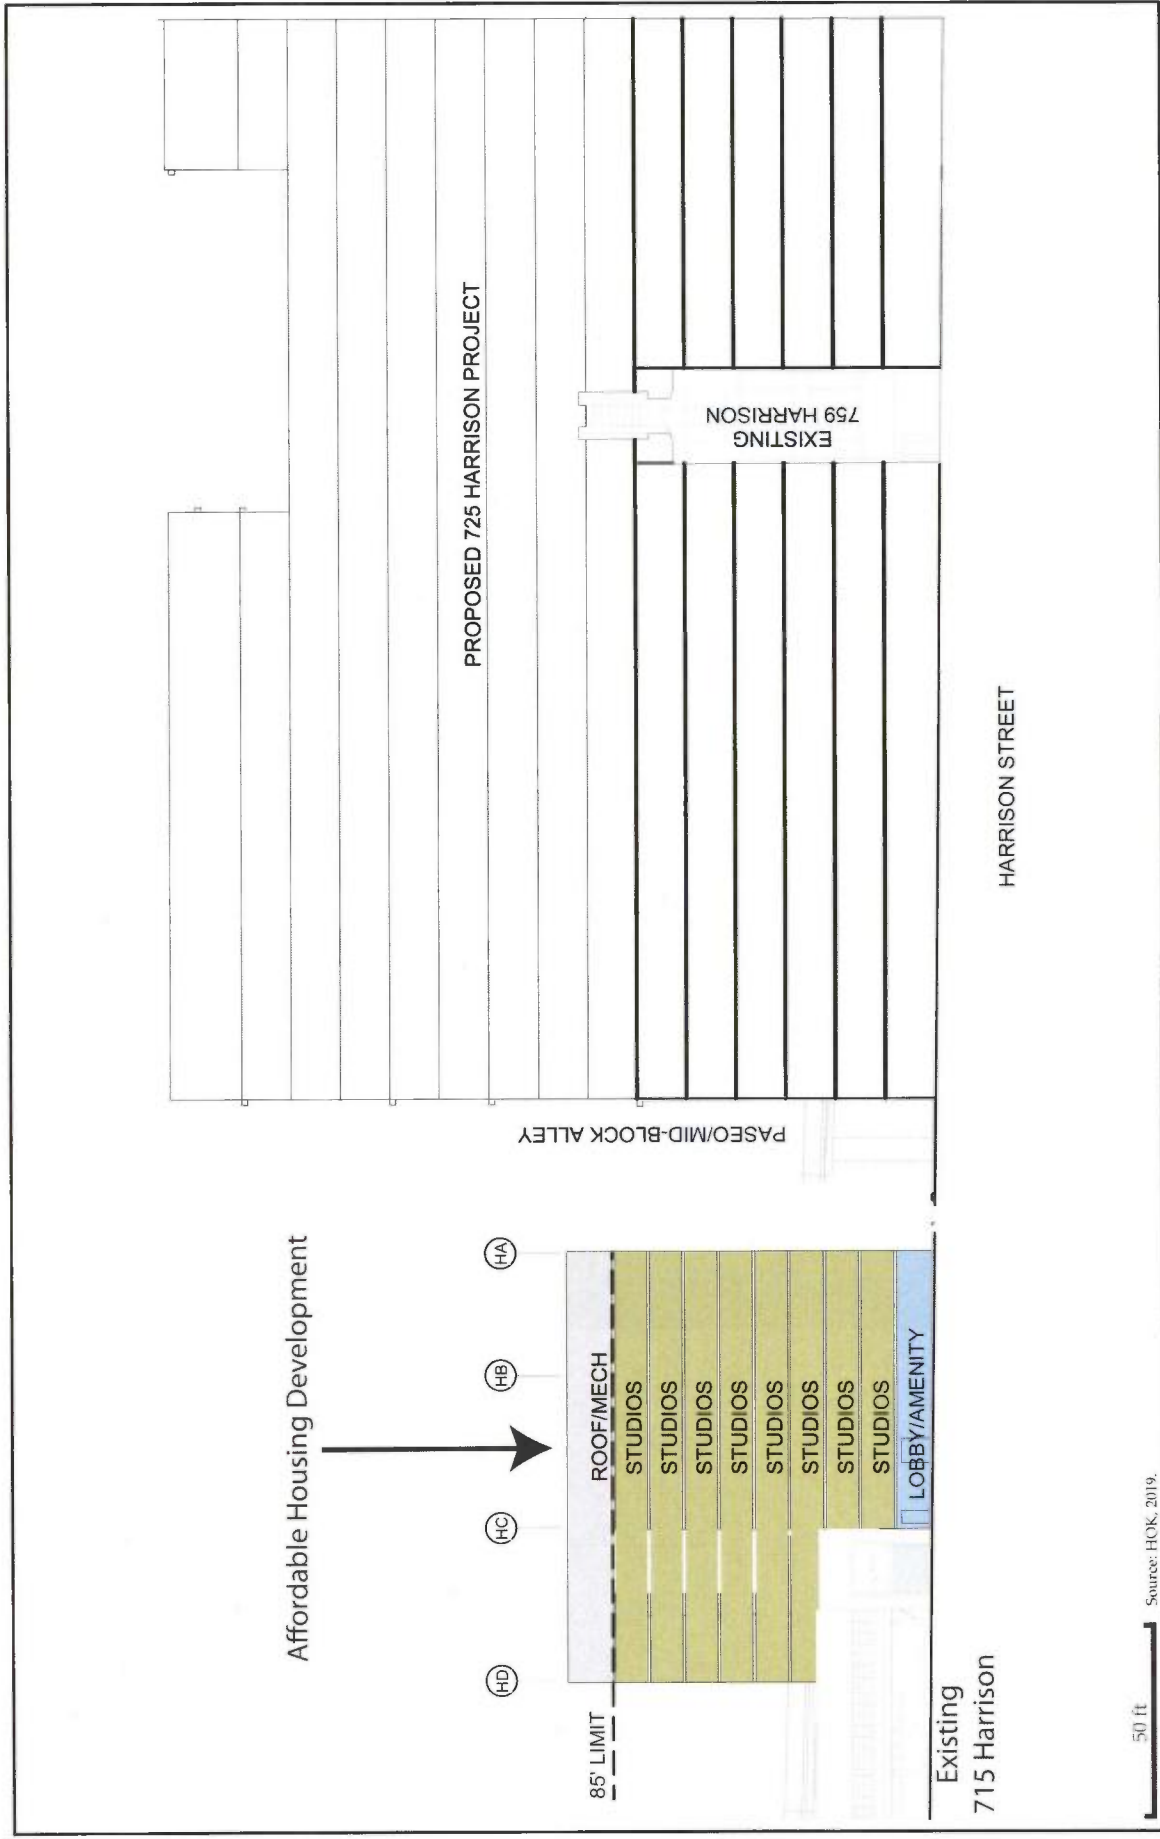 Affordable Housing Development
PROPOSED 725 HARRISON PROJECT
HD
HC
HB
HA
85' LIMIT
ROOF/MECH
STUDIOS
STUDIOS
STUDIOS
STUDIOS
STUDIOS
STUDIOS
STUDIOS
STUDIOS
LOBBY/AMENITY
PASEO/MID-BLOCK ALLEY
EXISTING
759 HARRISON
Existing
715 Harrison
HARRISON STREET
50 ft
Source: HOK, 2019.